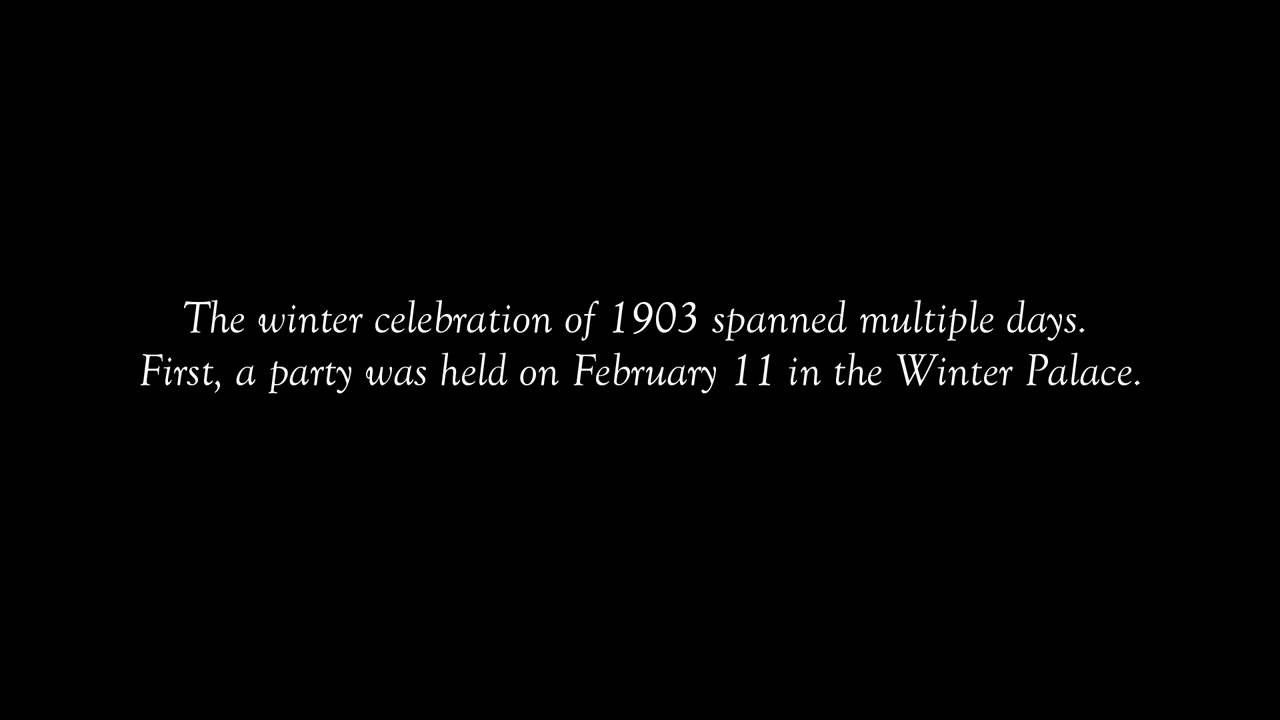 The winter celebration of 1903 spanned multiple days.
First, a party was held on February 11 in the Winter Palace.